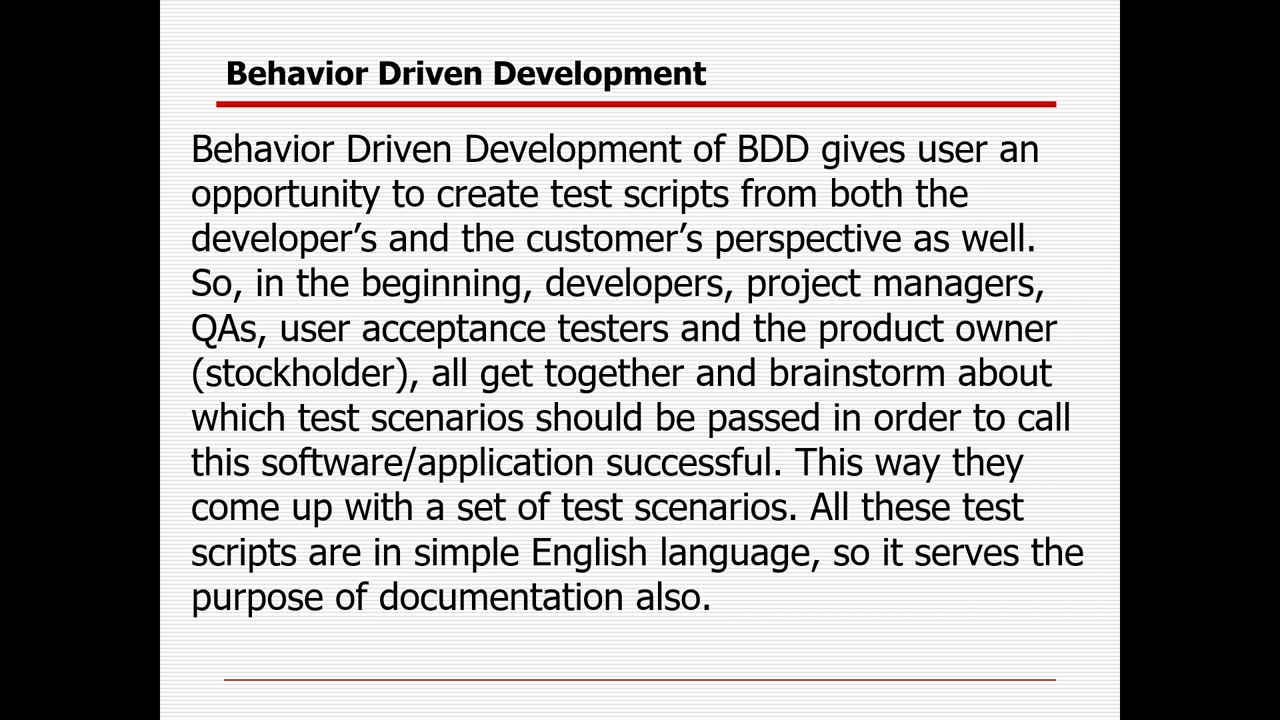 Behavior Driven Development
Behavior Driven Development of BDD gives user an
opportunity to create test scripts from both the
developer’s and the customer’s perspective as well.
So, in the beginning, developers, project managers,
QAs, user acceptance testers and the product owner
(stockholder), all get together and brainstorm about
which test scenarios should be passed in order to call
this software/application successful. This way they
come up with a set of test scenarios. All these test
scripts are in simple English language, so it serves the
purpose of documentation also.